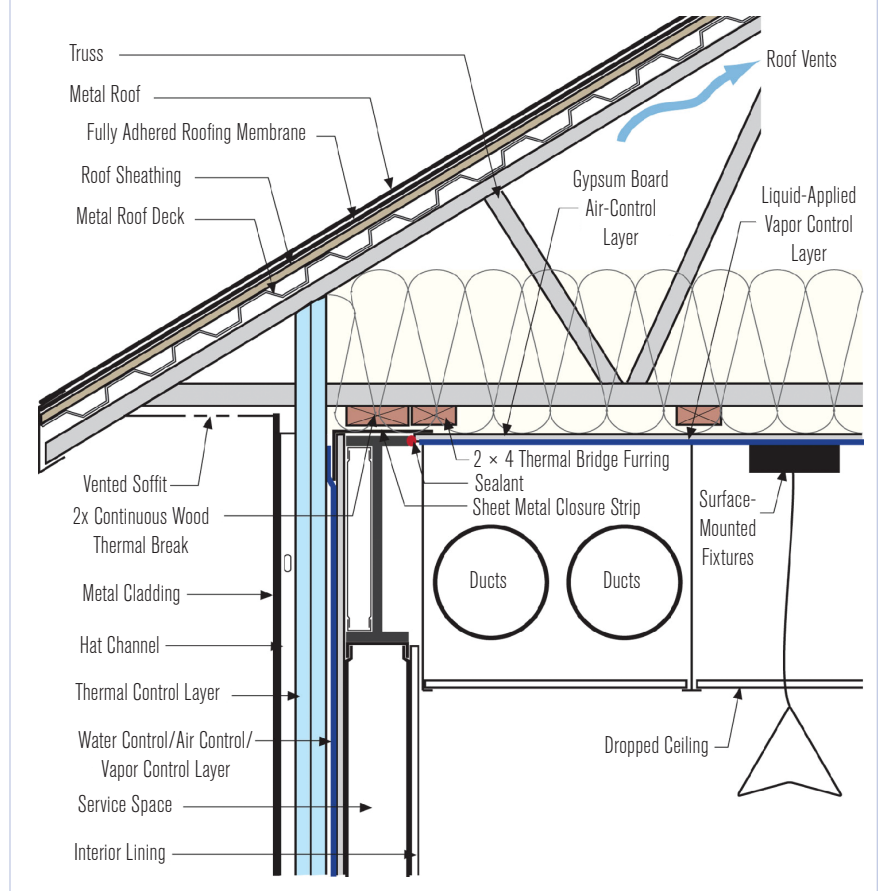 Truss
Metal Roof
Fully Adhered Roofing Membrane
Roof Sheathing
Metal Roof Deck
Roof Vents
Gypsum Board
Air-Control
Layer
Liquid-Applied
Vapor Control
Layer
Vented Soffit
2x Continuous Wood
Thermal Break
Metal Cladding
Hat Channel
Thermal Control Layer
Water Control/Air Control/
Vapor Control Layer
Service Space
Interior Lining
2 × 4 Thermal Bridge Furring
Sealant
Sheet Metal Closure Strip
Surface-
Mounted
Fixtures
Ducts
Ducts
Dropped Ceiling